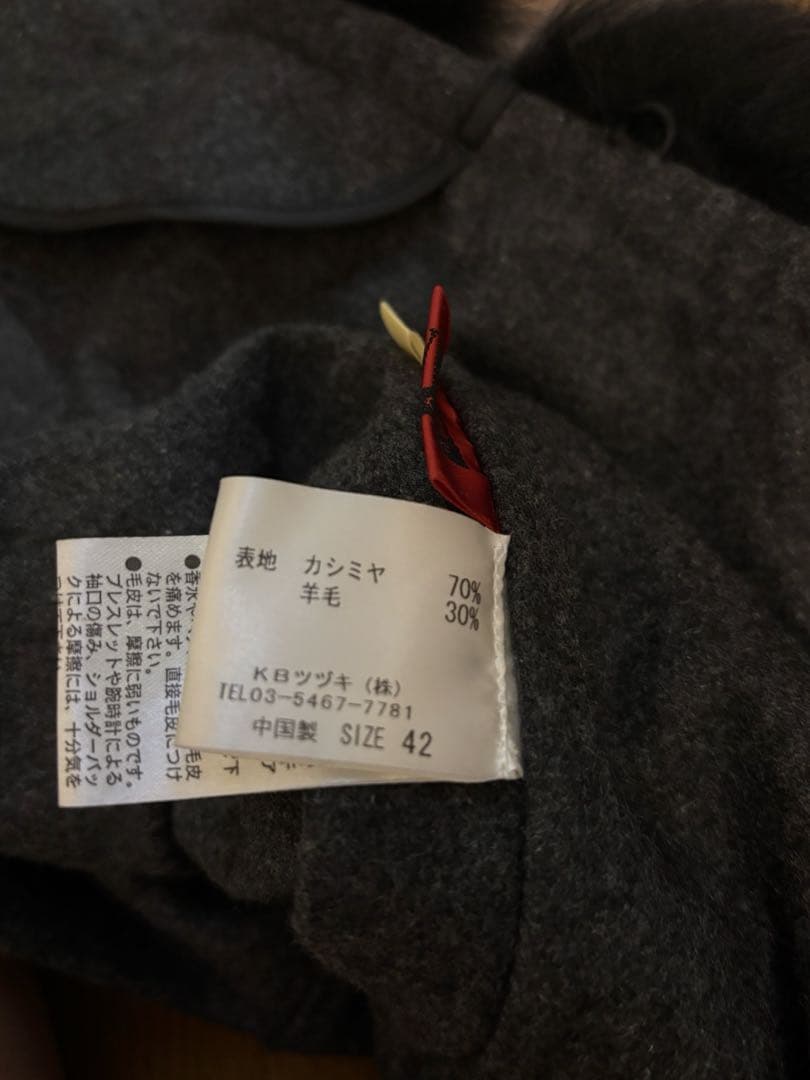 表地 カシミヤ 70%
羊毛 30%
KBツヅキ (株)
TEL03-5467-7781
中国製 SIZE 42
●香水や
を痛めます。直接毛皮につけ
ないで下さい。
●毛皮は、摩擦に弱いものです。
ブレスレットや腕時計による
袖口の傷み、ショルダーバッ
クによる摩擦には、十分気を